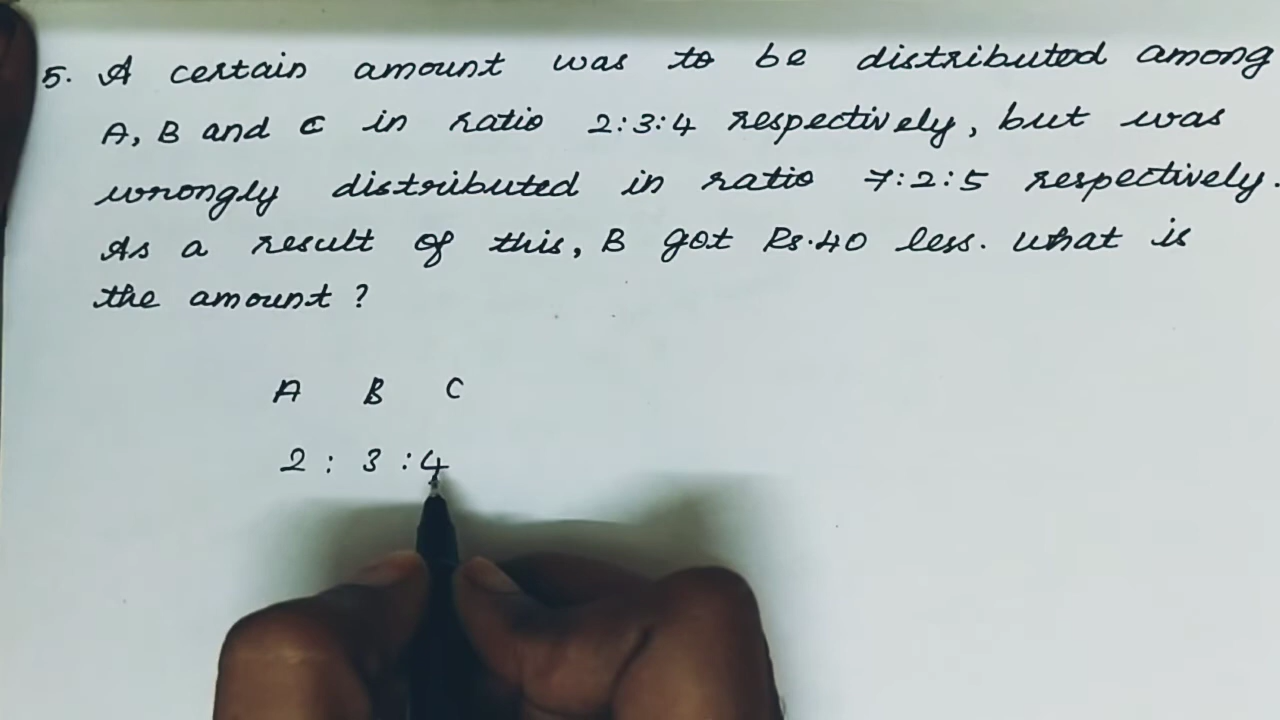 5. A certain amount was to be distributed among
A, B and C in ratio 2:3:4 respectively, but was
wrongly distributed in ratio 7:2:5 respectively.
As a result of this, B got Rs.40 less. What is
the amount?
A B C
2 : 3 : 4